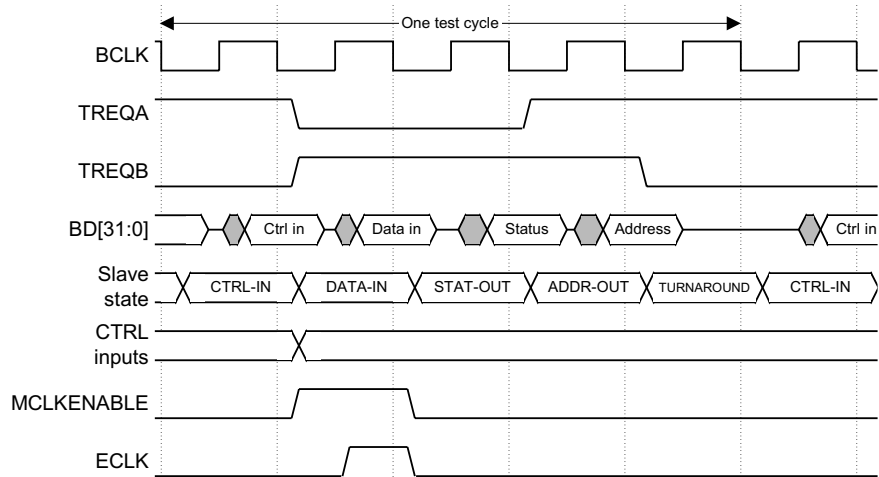 One test cycle
BCLK
TREQA
TREQB
BD[31:0] Ctrl in Data in Status Address Ctrl in
Slave
state CTRL-IN DATA-IN STAT-OUT ADDR-OUT TURNAROUND CTRL-IN
CTRL
inputs
MCLKENABLE
ECLK